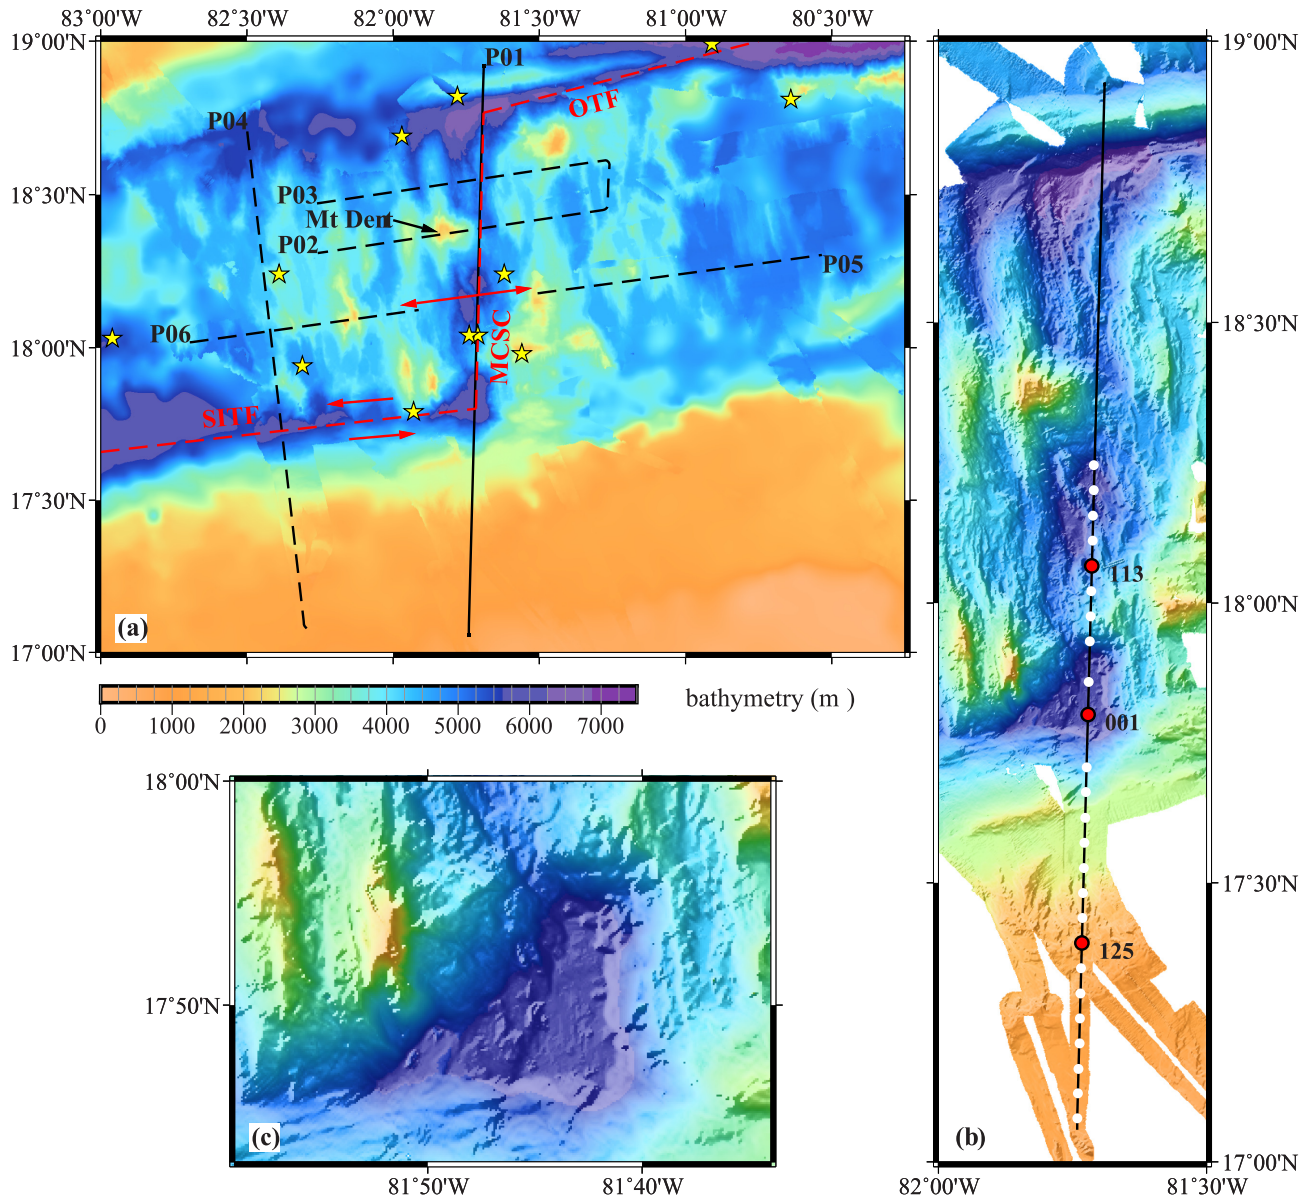 83°00'W 82°30'W 82°00'W 81°30'W 81°00'W 80°30'W
19°00'N
18°30'N
18°00'N
17°30'N
17°00'N
P01
OTF
P04
P03
Mt Dent
P02
P05
P06
MCSC
SITF
(a)
0 1000 2000 3000 4000 5000 6000 7000
bathymetry (m )
18°00'N
17°50'N
81°50'W 81°40'W
(c)
19°00'N
18°30'N
18°00'N
17°30'N
17°00'N
113
001
125
(b)
82°00'W 81°30'W